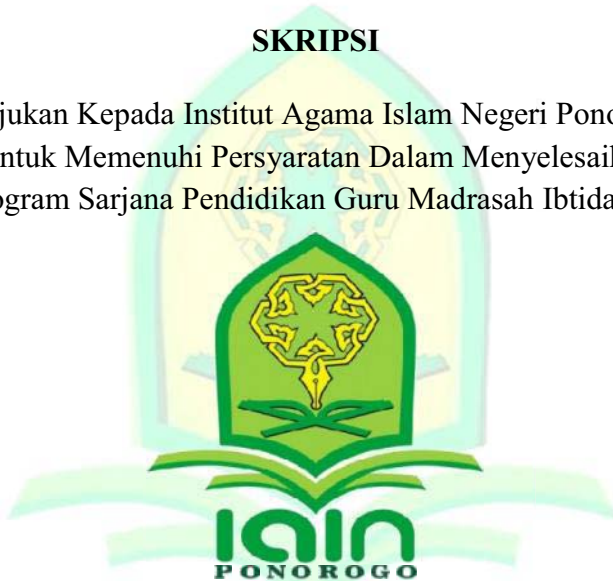 SKRIPSI
jukan Kepada Institut Agama Islam Negeri Pono
ntuk Memenuhi Persyaratan Dalam Menyelesaik
ogram Sarjana Pendidikan Guru Madrasah Ibtida
iain
PONOROGO